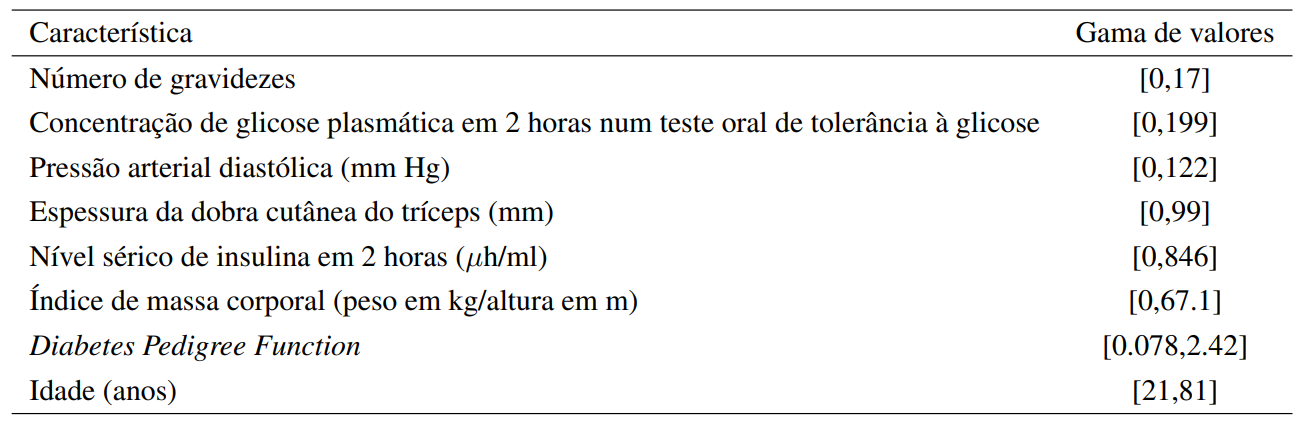 Característica Gama de valores
Número de gravidezes [0,17]
Concentração de glicose plasmática em 2 horas num teste oral de tolerância à glicose [0,199]
Pressão arterial diastólica (mm Hg) [0,122]
Espessura da dobra cutânea do tríceps (mm) [0,99]
Nível sérico de insulina em 2 horas (μh/ml) [0,846]
Índice de massa corporal (peso em kg/altura em m) [0,67.1]
Diabetes Pedigree Function [0.078,2.42]
Idade (anos) [21,81]